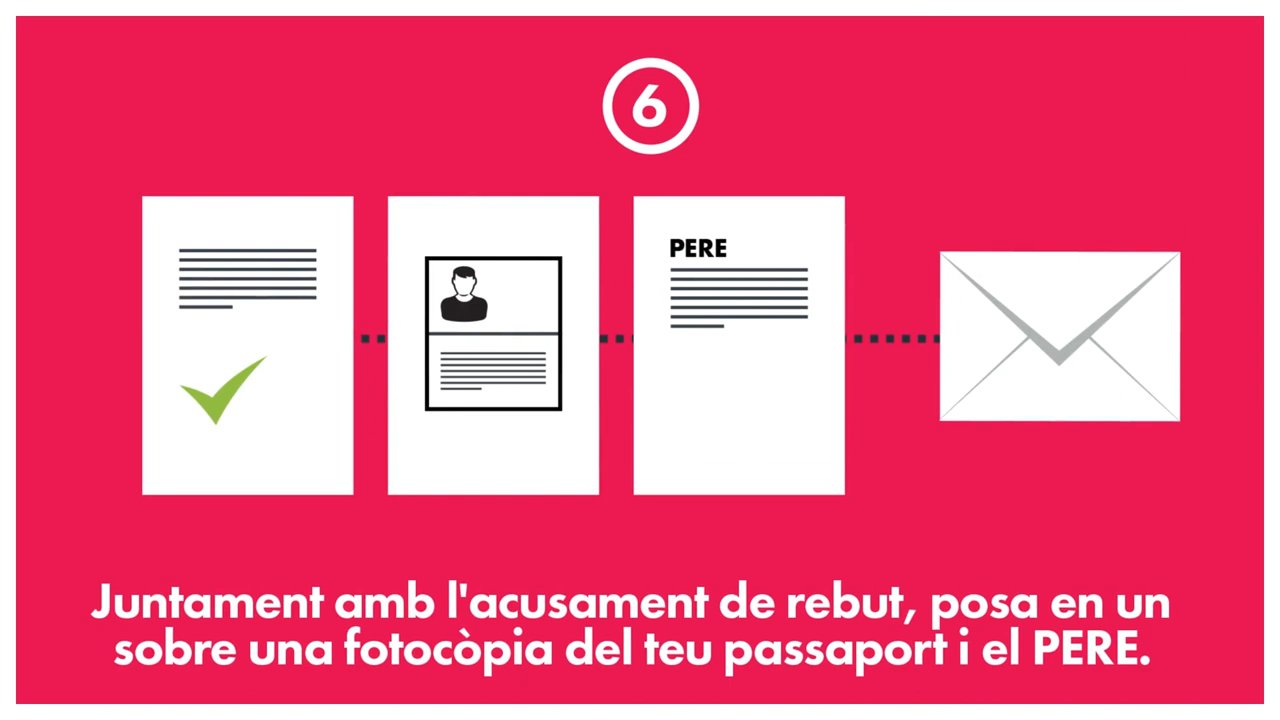 6
PERE
Juntament amb l'acusament de rebut, posa en un
sobre una fotocòpia del teu passaport i el PERE.